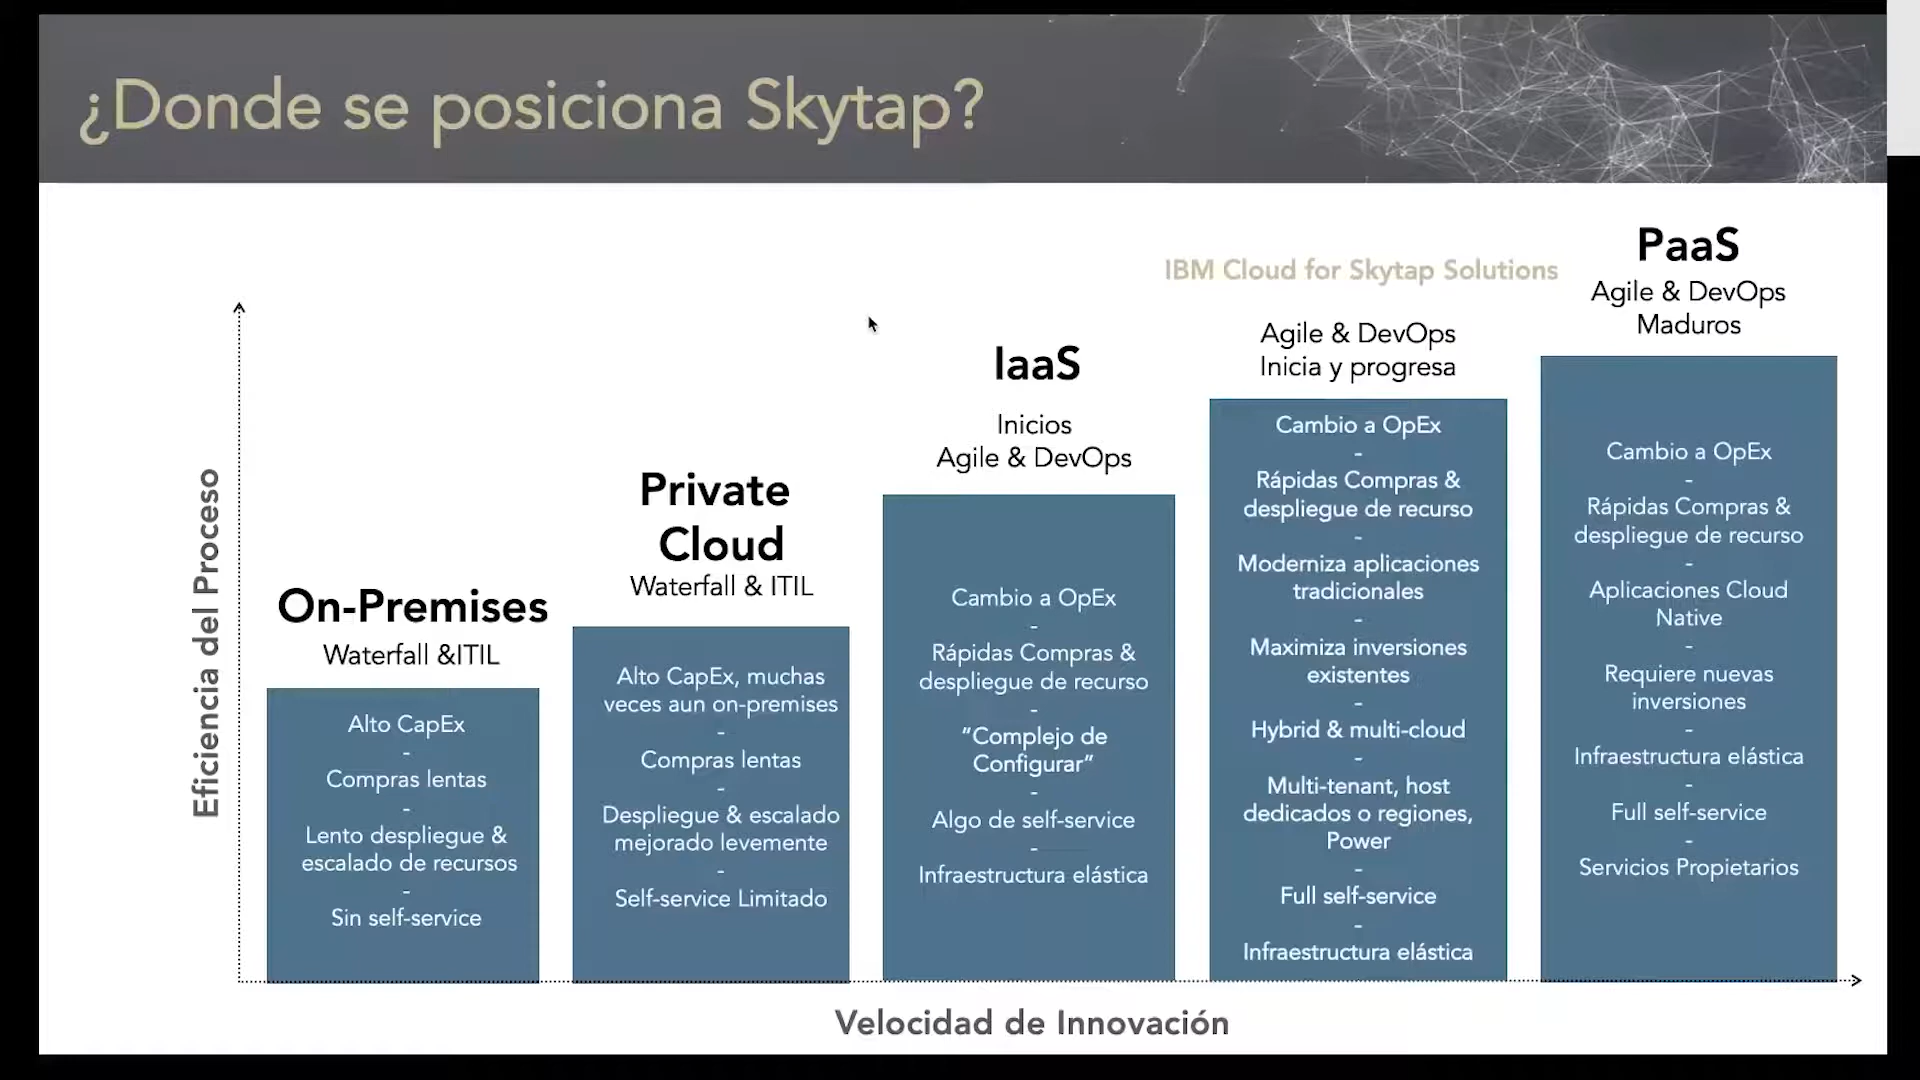 ¿Donde se posiciona Skytap?
Eficiencia del Proceso
On-Premises
Waterfall &ITIL
Alto CapEx
-
Compras lentas
-
Lento despliegue &
escalado de recursos
-
Sin self-service
Private
Cloud
Waterfall & ITIL
Alto CapEx, muchas
veces aun on-premises
-
Compras lentas
-
Despliegue & escalado
mejorado levemente
-
Self-service Limitado
IaaS
Inicios
Agile & DevOps
Cambio a OpEx
-
Rápidas Compras &
despliegue de recurso
-
"Complejo de
Configurar"
-
Algo de self-service
-
Infraestructura elástica
IBM Cloud for Skytap Solutions
Agile & DevOps
Inicia y progresa
Cambio a OpEx
-
Rápidas Compras &
despliegue de recurso
-
Moderniza aplicaciones
tradicionales
-
Maximiza inversiones
existentes
-
Hybrid & multi-cloud
-
Multi-tenant, host
dedicados o regiones,
Power
-
Full self-service
-
Infraestructura elástica
PaaS
Agile & DevOps
Maduros
Cambio a OpEx
-
Rápidas Compras &
despliegue de recurso
-
Aplicaciones Cloud
Native
-
Requiere nuevas
inversiones
-
Infraestructura elástica
-
Full self-service
-
Servicios Propietarios
Velocidad de Innovación